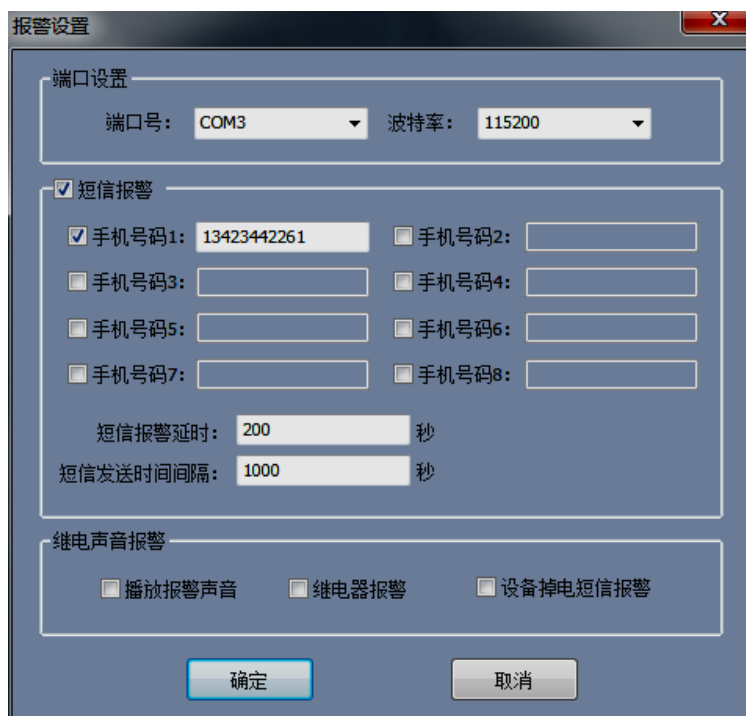 报警设置
端口设置
端口号: COM3 波特率: 115200
短信报警
手机号码1: 13423442261 手机号码2:
手机号码3: 手机号码4:
手机号码5: 手机号码6:
手机号码7: 手机号码8:
短信报警延时: 200 秒
短信发送时间间隔: 1000 秒
继电声音报警
播放报警声音 继电器报警 设备掉电短信报警
确定 取消